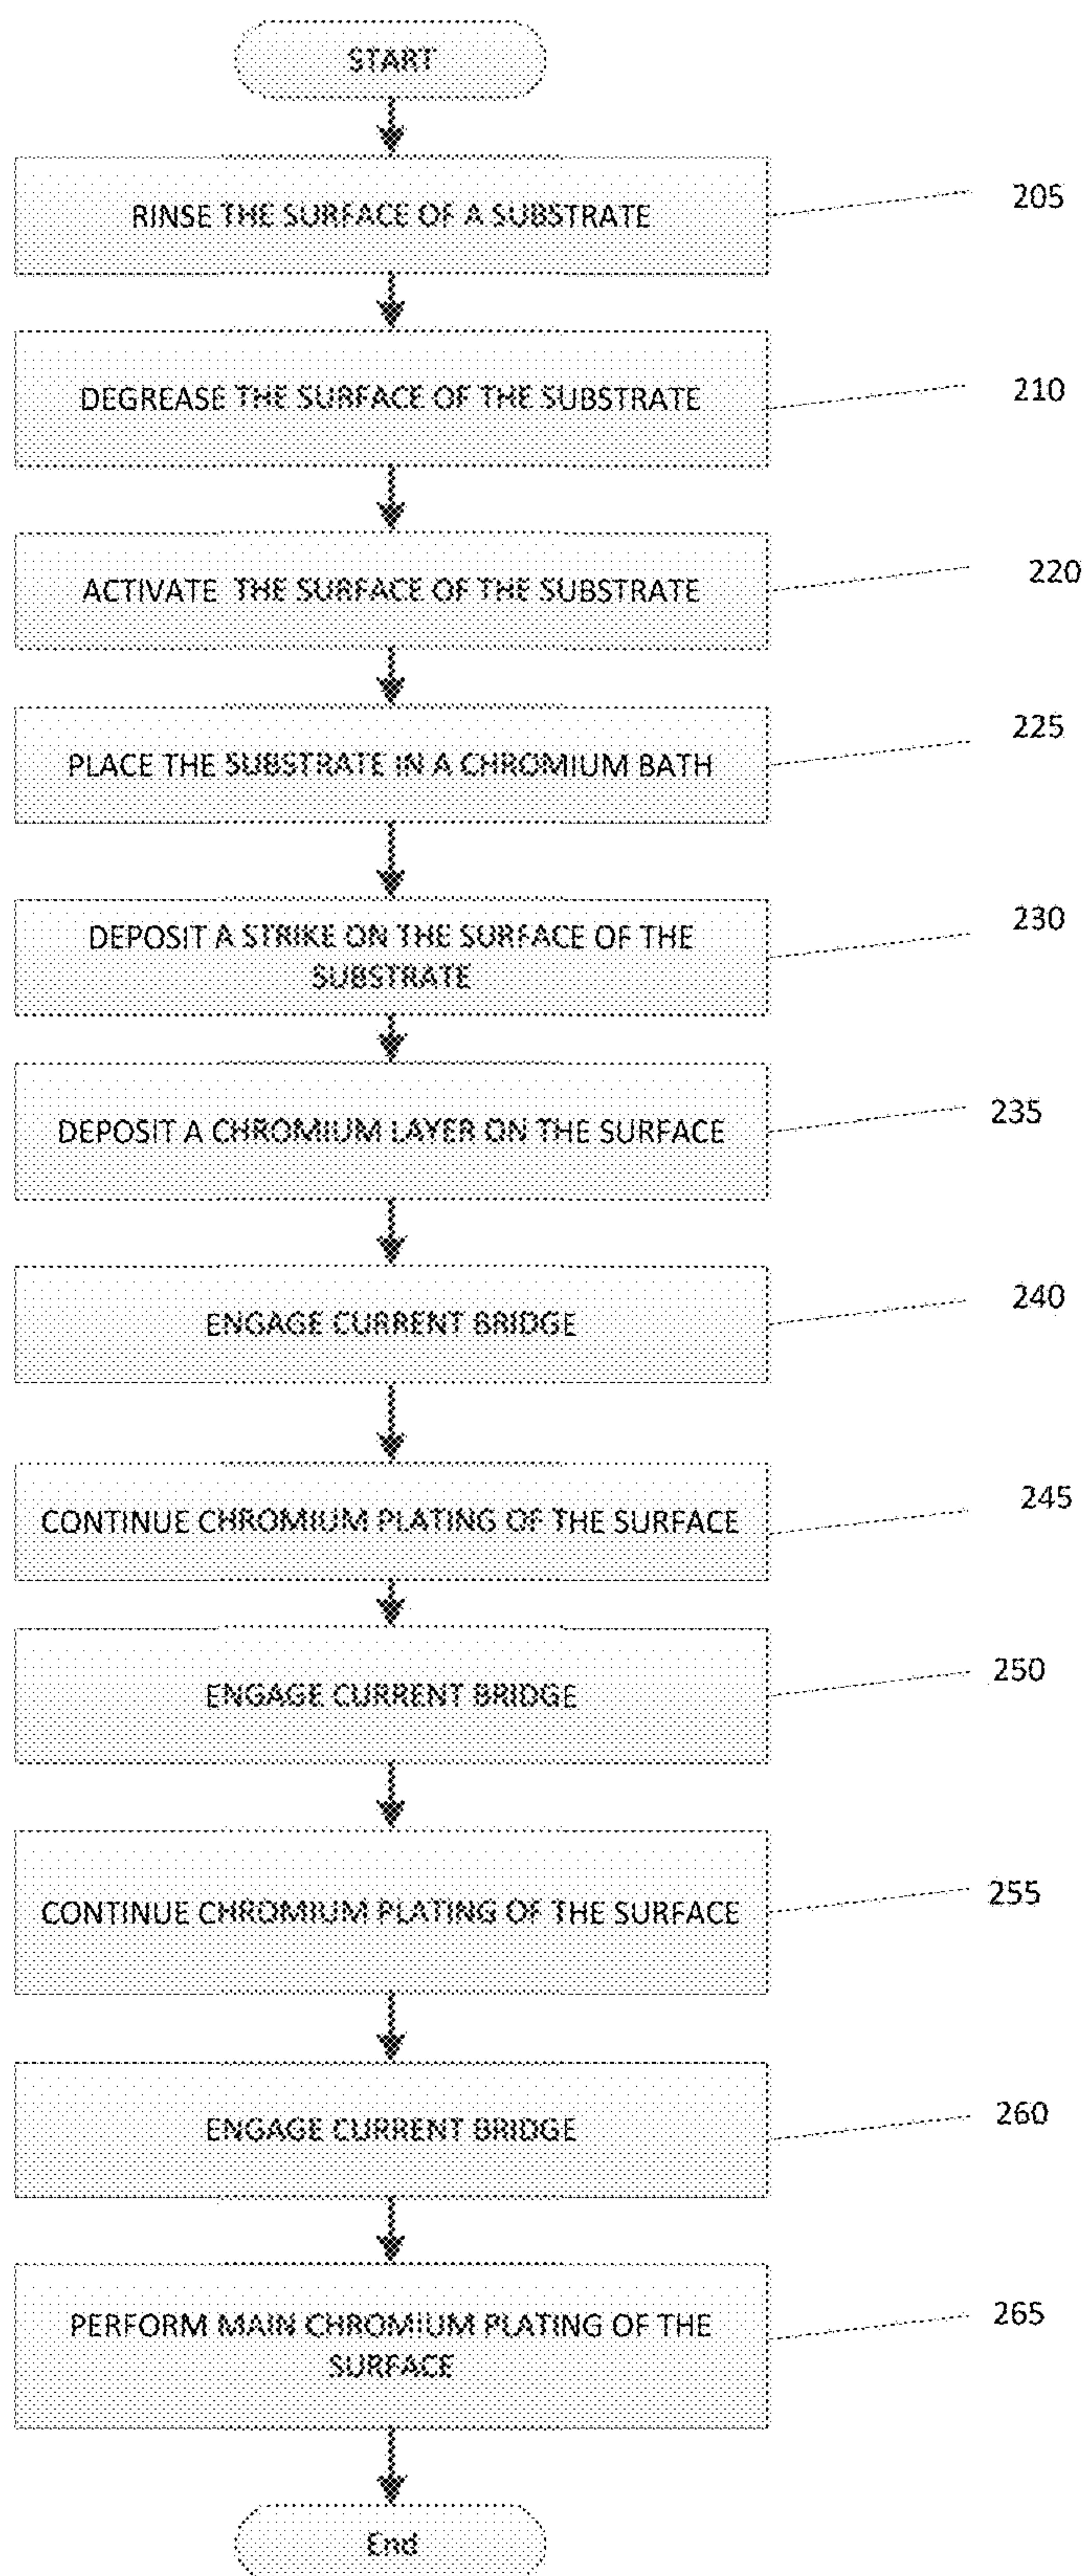 START
RINSE THE SURFACE OF A SUBSTRATE
205
DEGREASE THE SURFACE OF THE SUBSTRATE
210
ACTIVATE THE SURFACE OF THE SUBSTRATE
220
PLACE THE SUBSTRATE IN A CHROMIUM BATH
225
DEPOSIT A STRIKE ON THE SURFACE OF THE
SUBSTRATE
230
DEPOSIT A CHROMIUM LAYER ON THE SURFACE
235
ENGAGE CURRENT BRIDGE
240
CONTINUE CHROMIUM PLATING OF THE SURFACE
245
ENGAGE CURRENT BRIDGE
250
CONTINUE CHROMIUM PLATING OF THE SURFACE
255
ENGAGE CURRENT BRIDGE
260
PERFORM MAIN CHROMIUM PLATING OF THE
SURFACE
265
End